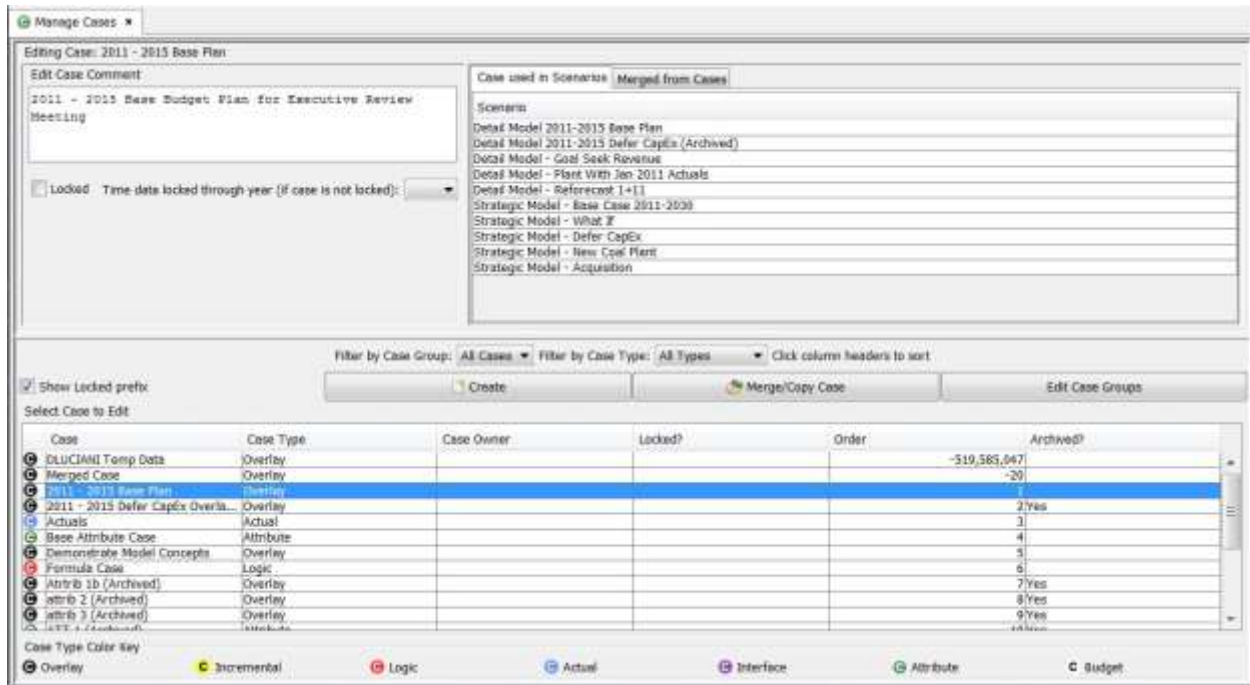 Manage Cases ×
Editing Case: 2011 - 2015 Base Plan
Edit Case Comment
2011 - 2015 Base Budget Plan for Executive Review
Meeting
Locked Time data locked through year (if case is not locked):
Case used in Scenarios Merged from Cases
Scenario
Detail Model 2011-2015 Base Plan
Detail Model 2011-2015 Defer CapEx (Archived)
Detail Model - Goal Seek Revenue
Detail Model - Plant With Jan 2011 Actuals
Detail Model - Reforecast 1+11
Strategic Model - Base Case 2011-2030
Strategic Model - What If
Strategic Model - Defer CapEx
Strategic Model - New Coal Plant
Strategic Model - Acquisition
Filter by Case Group: All Cases Filter by Case Type: All Types Click column headers to sort
Show Locked prefix Create Merge/Copy Case Edit Case Groups
Select Case to Edit
Case Case Type Case Owner Locked? Order Archived?
DLUCIANI Temp Data Overlay -519,585,047
Merged Case Overlay -20
2011 - 2015 Base Plan Overlay 1
2011 - 2015 Defer CapEx Overla... Overlay 2 Yes
Actuals Actual 3
Base Attribute Case Attribute 4
Demonstrate Model Concepts Overlay 5
Formula Case Logic 6
Atrtrib 1b (Archived) Overlay 7 Yes
attrib 2 (Archived) Overlay 8 Yes
attrib 3 (Archived) Overlay 9 Yes
Case Type Color Key
Overlay Incremental Logic Actual Interface Attribute Budget